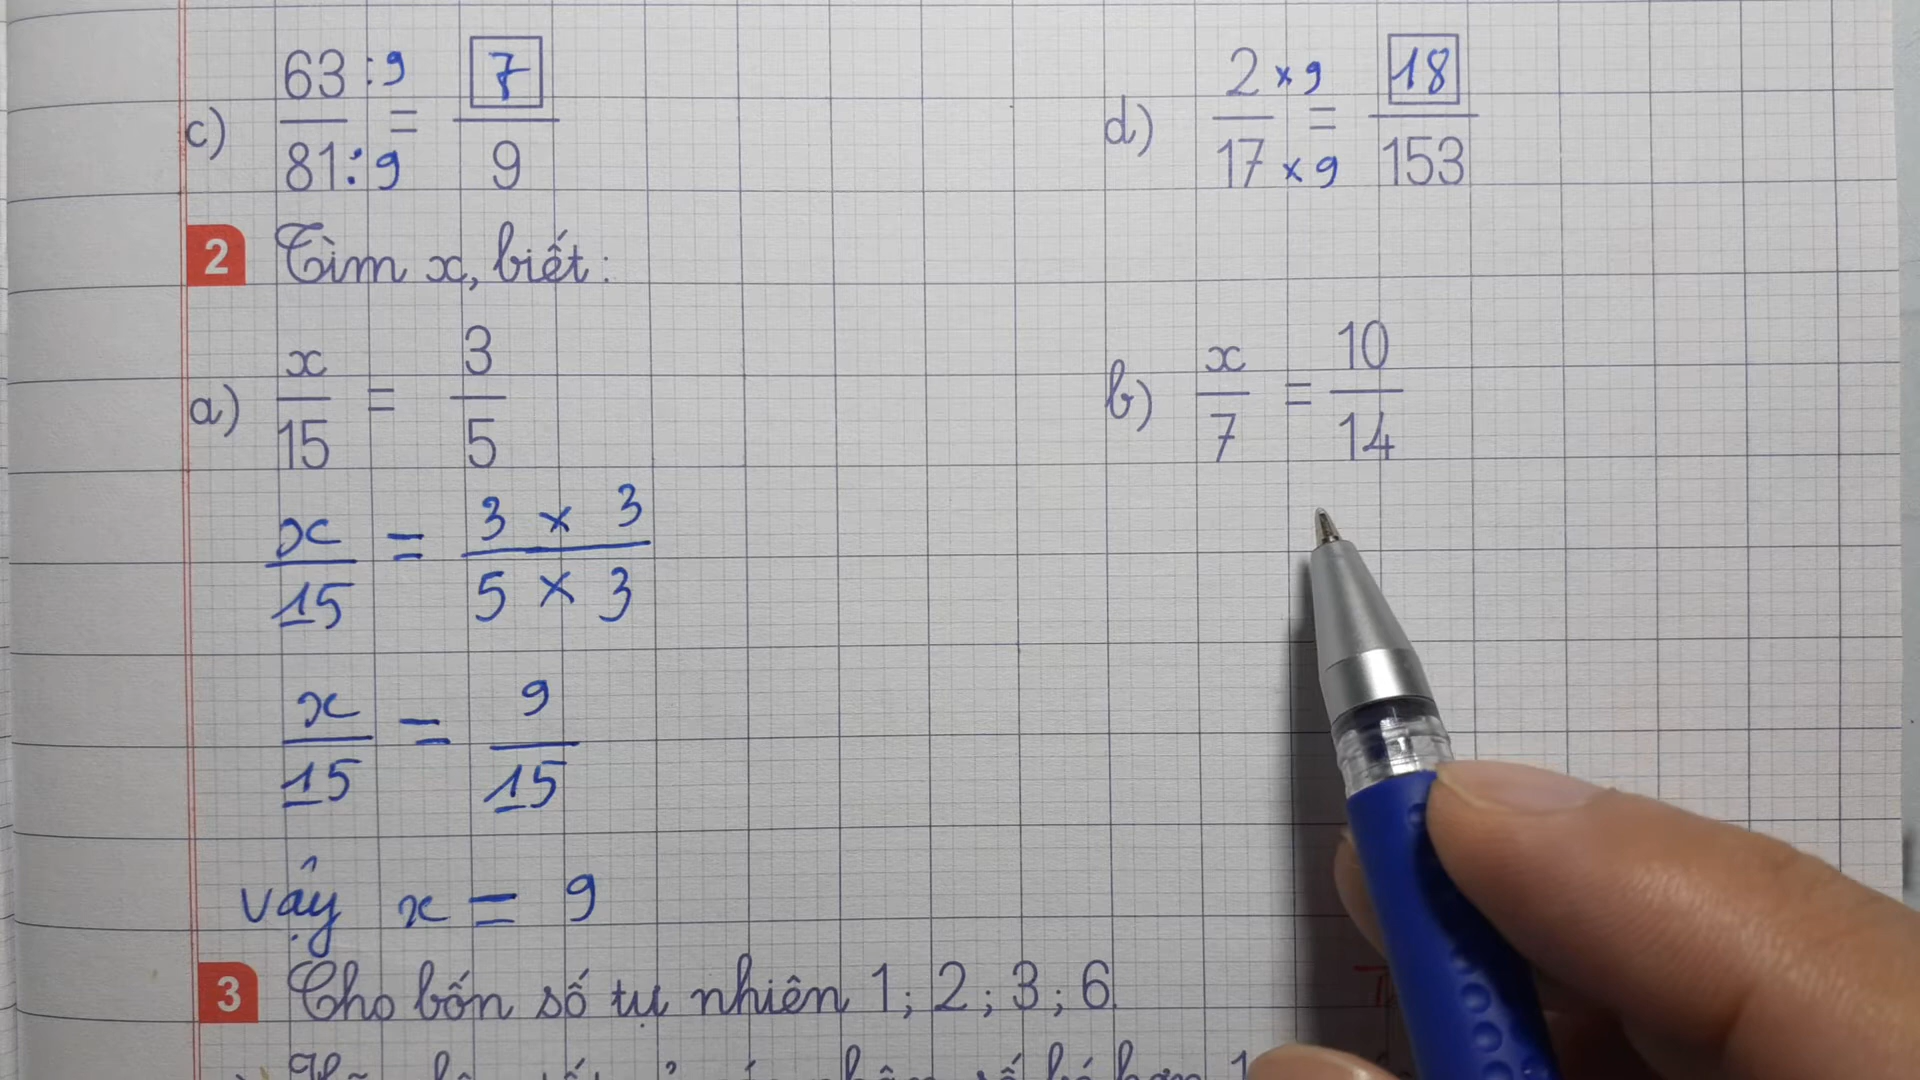 c) 63 : 9 / 81 : 9 = 7 / 9
d) 2 × 9 / 17 × 9 = 18 / 153
2 Tìm x, biết:
a) x / 15 = 3 / 5
b) x / 7 = 10 / 14
x / 15 = 3 × 3 / 5 × 3
x / 15 = 9 / 15
vậy x = 9
3 Cho bốn số tự nhiên 1; 2; 3; 6